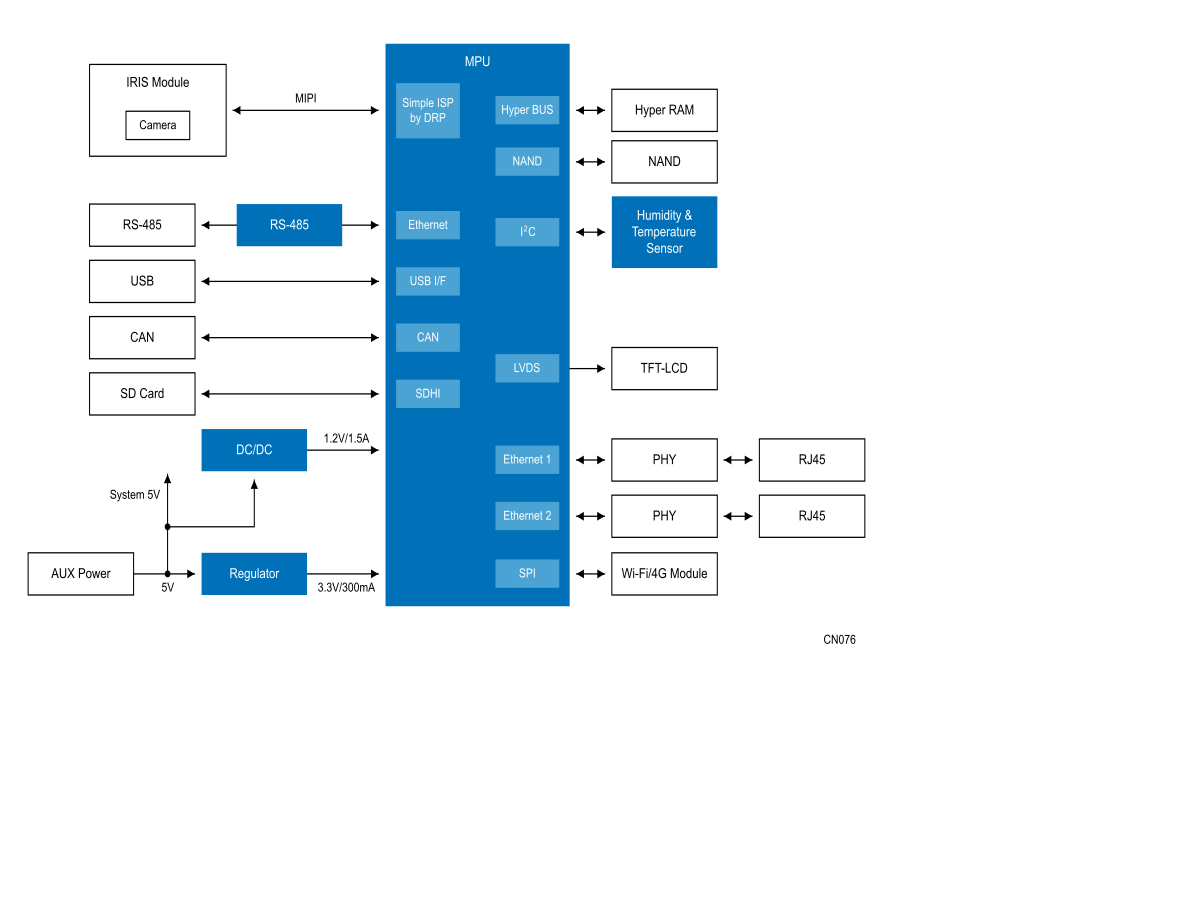 MPU
IRIS Module
Camera
MIPI
Simple ISP
by DRP
Hyper BUS
Hyper RAM
NAND
NAND
RS-485
RS-485
Ethernet
I²C
Humidity &
Temperature
Sensor
USB
USB I/F
CAN
CAN
LVDS
TFT-LCD
SD Card
SDHI
DC/DC
1.2V/1.5A
Ethernet 1
PHY
RJ45
System 5V
Ethernet 2
PHY
RJ45
AUX Power
5V
Regulator
3.3V/300mA
SPI
Wi-Fi/4G Module
CN076